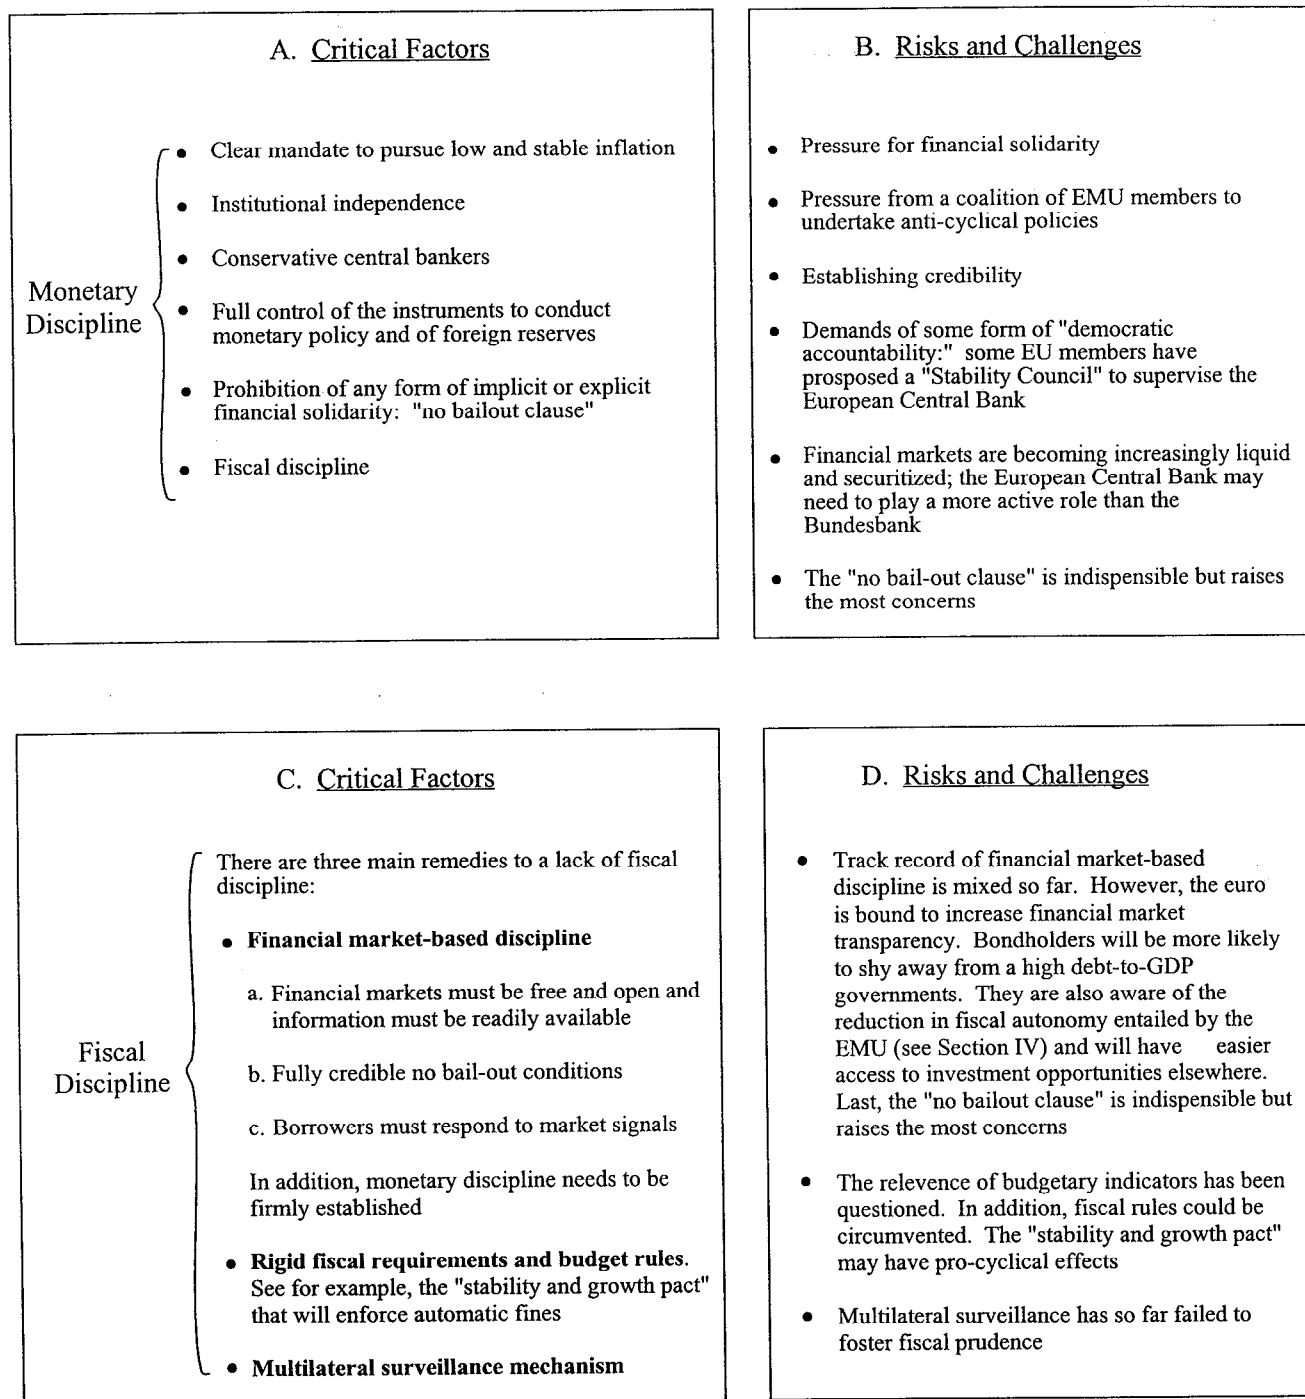 A. Critical Factors
Monetary
Discipline
• Clear mandate to pursue low and stable inflation
• Institutional independence
• Conservative central bankers
• Full control of the instruments to conduct
monetary policy and of foreign reserves
• Prohibition of any form of implicit or explicit
financial solidarity: "no bailout clause"
• Fiscal discipline
B. Risks and Challenges
• Pressure for financial solidarity
• Pressure from a coalition of EMU members to
undertake anti-cyclical policies
• Establishing credibility
• Demands of some form of "democratic
accountability:" some EU members have
prosposed a "Stability Council" to supervise the
European Central Bank
• Financial markets are becoming increasingly liquid
and securitized; the European Central Bank may
need to play a more active role than the
Bundesbank
• The "no bail-out clause" is indispensible but raises
the most concerns
C. Critical Factors
Fiscal
Discipline
There are three main remedies to a lack of fiscal
discipline:
• Financial market-based discipline
a. Financial markets must be free and open and
information must be readily available
b. Fully credible no bail-out conditions
c. Borrowers must respond to market signals
In addition, monetary discipline needs to be
firmly established
• Rigid fiscal requirements and budget rules.
See for example, the "stability and growth pact"
that will enforce automatic fines
• Multilateral surveillance mechanism
D. Risks and Challenges
• Track record of financial market-based
discipline is mixed so far. However, the euro
is bound to increase financial market
transparency. Bondholders will be more likely
to shy away from a high debt-to-GDP
governments. They are also aware of the
reduction in fiscal autonomy entailed by the
EMU (see Section IV) and will have easier
access to investment opportunities elsewhere.
Last, the "no bailout clause" is indispensible but
raises the most concerns
• The relevence of budgetary indicators has been
questioned. In addition, fiscal rules could be
circumvented. The "stability and growth pact"
may have pro-cyclical effects
• Multilateral surveillance has so far failed to
foster fiscal prudence